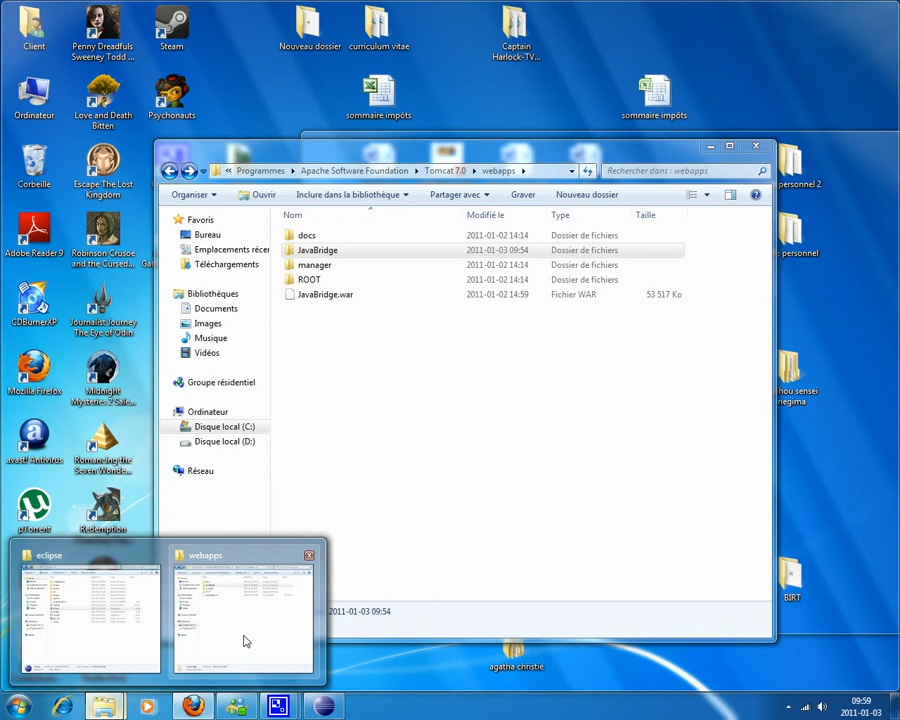 Client
Penny Dreadfuls
Sweeney Todd ...
Steam
Nouveau dossier
curriculum vitae
Captain
Harlock-TV...
Ordinateur
Love and Death
Bitten
Psychonauts
sommaire impôts
sommaire impôts
Corbeille
Escape The Lost
Kingdom
Adobe Reader 9
Robinson Crusoe
and the Cursed...
CDBurnerXP
Journalist Journey
The Eye of Odin
Mozilla Firefox
Midnight
Mysteries 2 Sale...
avast! Antivirus
Romancing the
Seven Wonde...
µTorrent
Redemption
personnel 2
personnel
hou sensei
negima
BIRT
agatha christie
« Programmes
Apache Software Foundation
Tomcat 7.0
webapps
Rechercher dans : webapps
Organiser
Ouvrir
Inclure dans la bibliothèque
Partager avec
Graver
Nouveau dossier
Nom
Modifié le
Type
Taille
docs 2011-01-02 14:14 Dossier de fichiers
JavaBridge 2011-01-03 09:54 Dossier de fichiers
manager 2011-01-02 14:14 Dossier de fichiers
ROOT 2011-01-02 14:14 Dossier de fichiers
JavaBridge.war 2011-01-02 14:59 Fichier WAR 53 517 Ko
Favoris
Bureau
Emplacements récen
Téléchargements
Bibliothèques
Documents
Images
Musique
Vidéos
Groupe résidentiel
Ordinateur
Disque local (C:)
Disque local (D:)
Réseau
2011-01-03 09:54
eclipse
webapps
09:59
2011-01-03